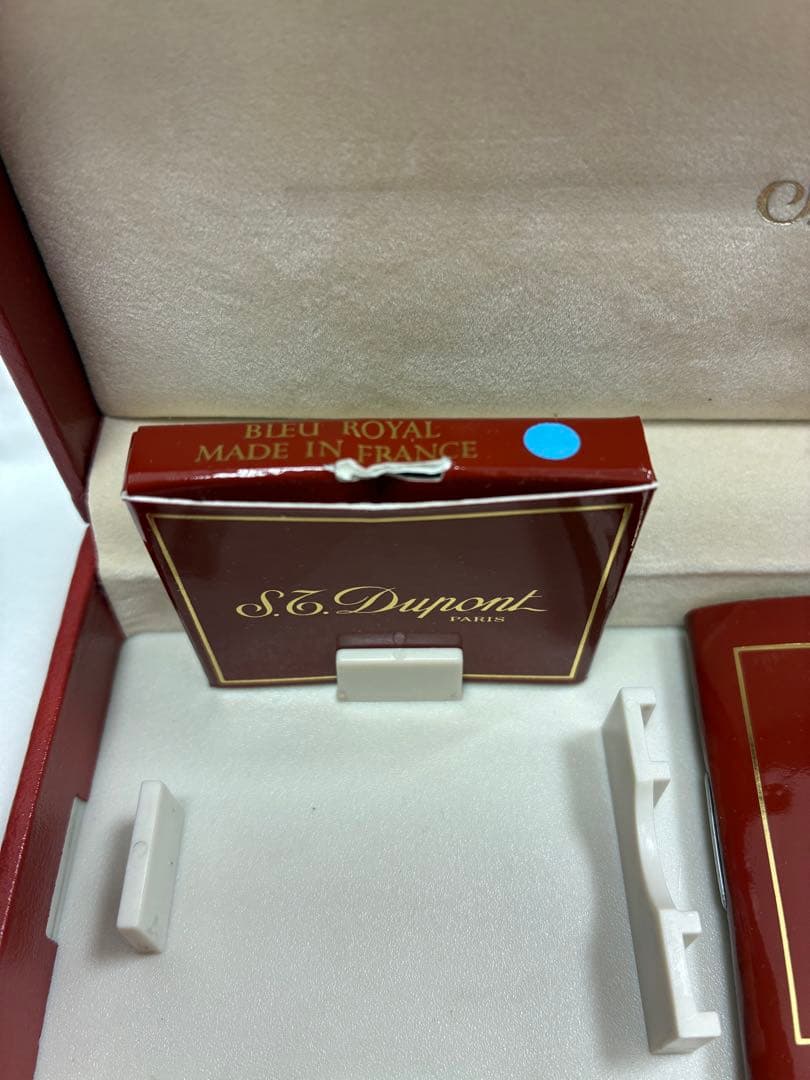 BLEU ROYAL
MADE IN FRANCE
S.T. Dupont
PARIS